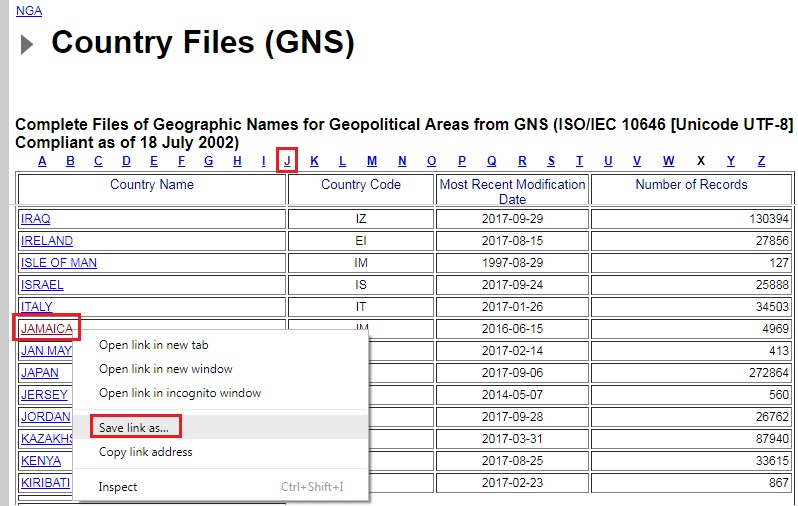 NGA
Country Files (GNS)
Complete Files of Geographic Names for Geopolitical Areas from GNS (ISO/IEC 10646 [Unicode UTF-8]
Compliant as of 18 July 2002)
A B C D E F G H I J K L M N O P Q R S T U V W X Y Z
Country Name Country Code Most Recent Modification Date Number of Records
IRAQ IZ 2017-09-29 130394
IRELAND EI 2017-08-15 27856
ISLE OF MAN IM 1997-08-29 127
ISRAEL IS 2017-09-24 25888
ITALY IT 2017-01-26 34503
JAMAICA 2016-06-15 4969
JAN MAY 2017-02-14 413
JAPAN 2017-09-06 272864
JERSEY 2014-05-07 560
JORDAN 2017-09-28 26762
KAZAKHS 2017-03-31 87940
KENYA 2017-08-25 33615
KIRIBATI 2017-02-23 867
Open link in new tab
Open link in new window
Open link in incognito window
Save link as...
Copy link address
Inspect Ctrl+Shift+I